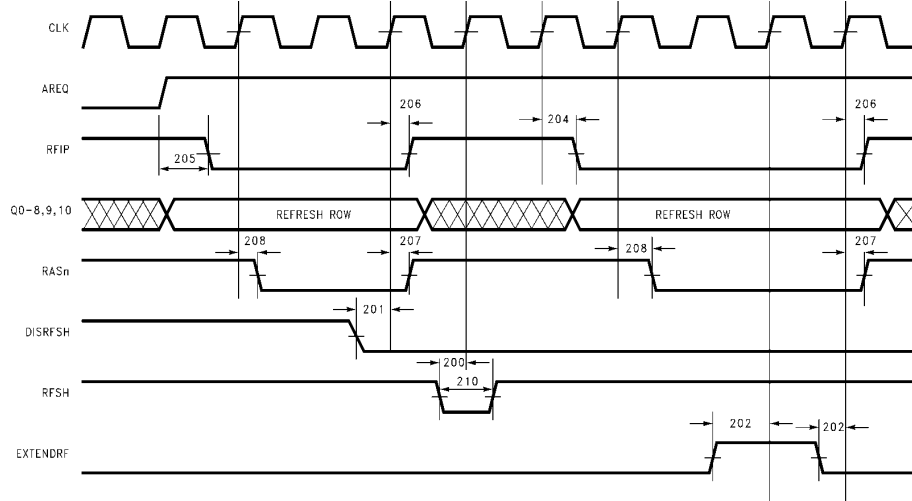 CLK
AREQ
206
204
206
RFIP
205
Q0-8,9,10
REFRESH ROW
REFRESH ROW
208
207
208
207
RASn
201
DISRFSH
200
210
RFSH
202
202
EXTENDRF